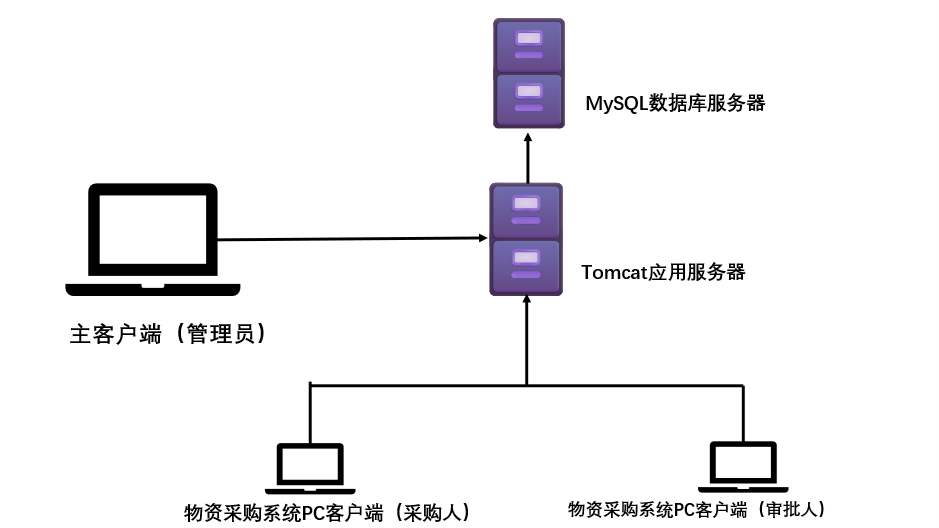 MySQL数据库服务器
Tomcat应用服务器
主客户端（管理员）
物资采购系统PC客户端（采购人）
物资采购系统PC客户端（审批人）